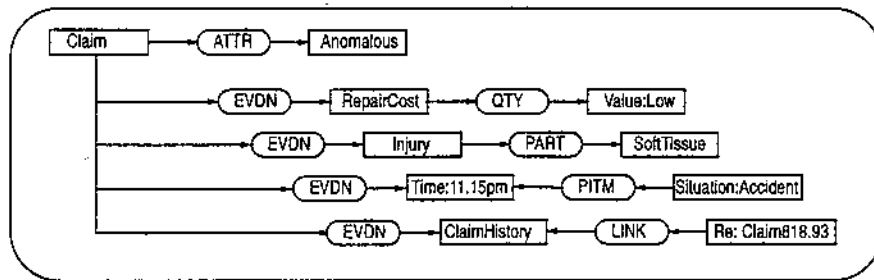 Claim ATTR Anomalous
EVDN RepairCost QTY Value:Low
EVDN Injury PART SoftTissue
EVDN Time:11.15pm PITM Situation:Accident
EVDN ClaimHistory LINK Re: Claim818.93